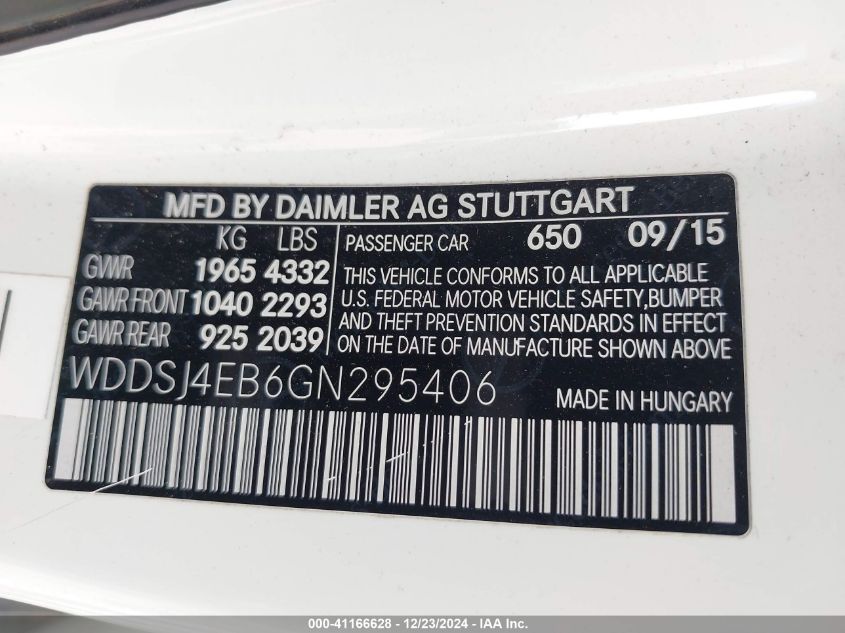 MFD BY DAIMLER AG STUTTGART
KG LBS
GVWR 1965 4332
GAWR FRONT 1040 2293
GAWR REAR 925 2039
PASSENGER CAR 650 09/15
THIS VEHICLE CONFORMS TO ALL APPLICABLE
U.S. FEDERAL MOTOR VEHICLE SAFETY,BUMPER
AND THEFT PREVENTION STANDARDS IN EFFECT
ON THE DATE OF MANUFACTURE SHOWN ABOVE
WDDSJ4EB6GN295406
MADE IN HUNGARY
000-41166628 - 12/23/2024 - IAA Inc.